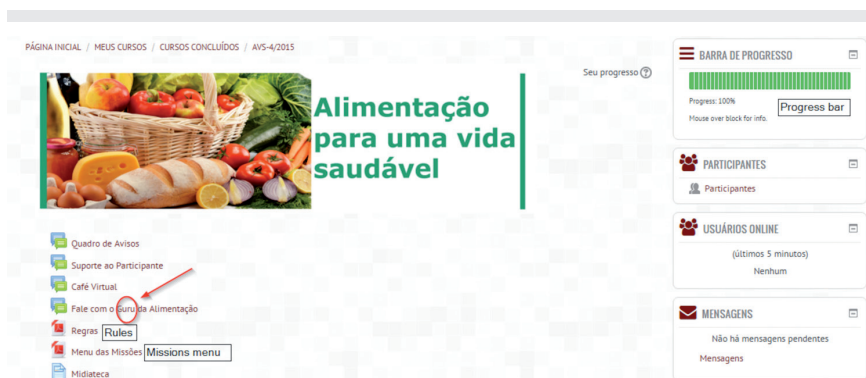 PÁGINA INICIAL / MEUS CURSOS / CURSOS CONCLUÍDOS / AVS-4/2015
Seu progresso
Alimentação
para uma vida
saudável
Quadro de Avisos
Suporte ao Participante
Café Virtual
Fale com o Guru da Alimentação
Regras Rules
Menu das Missões Missions menu
Midiateca
BARRA DE PROGRESSO
Progress: 100%
Progress bar
Mouse over block for info.
PARTICIPANTES
Participantes
USUÁRIOS ONLINE
(últimos 5 minutos)
Nenhum
MENSAGENS
Não há mensagens pendentes
Mensagens